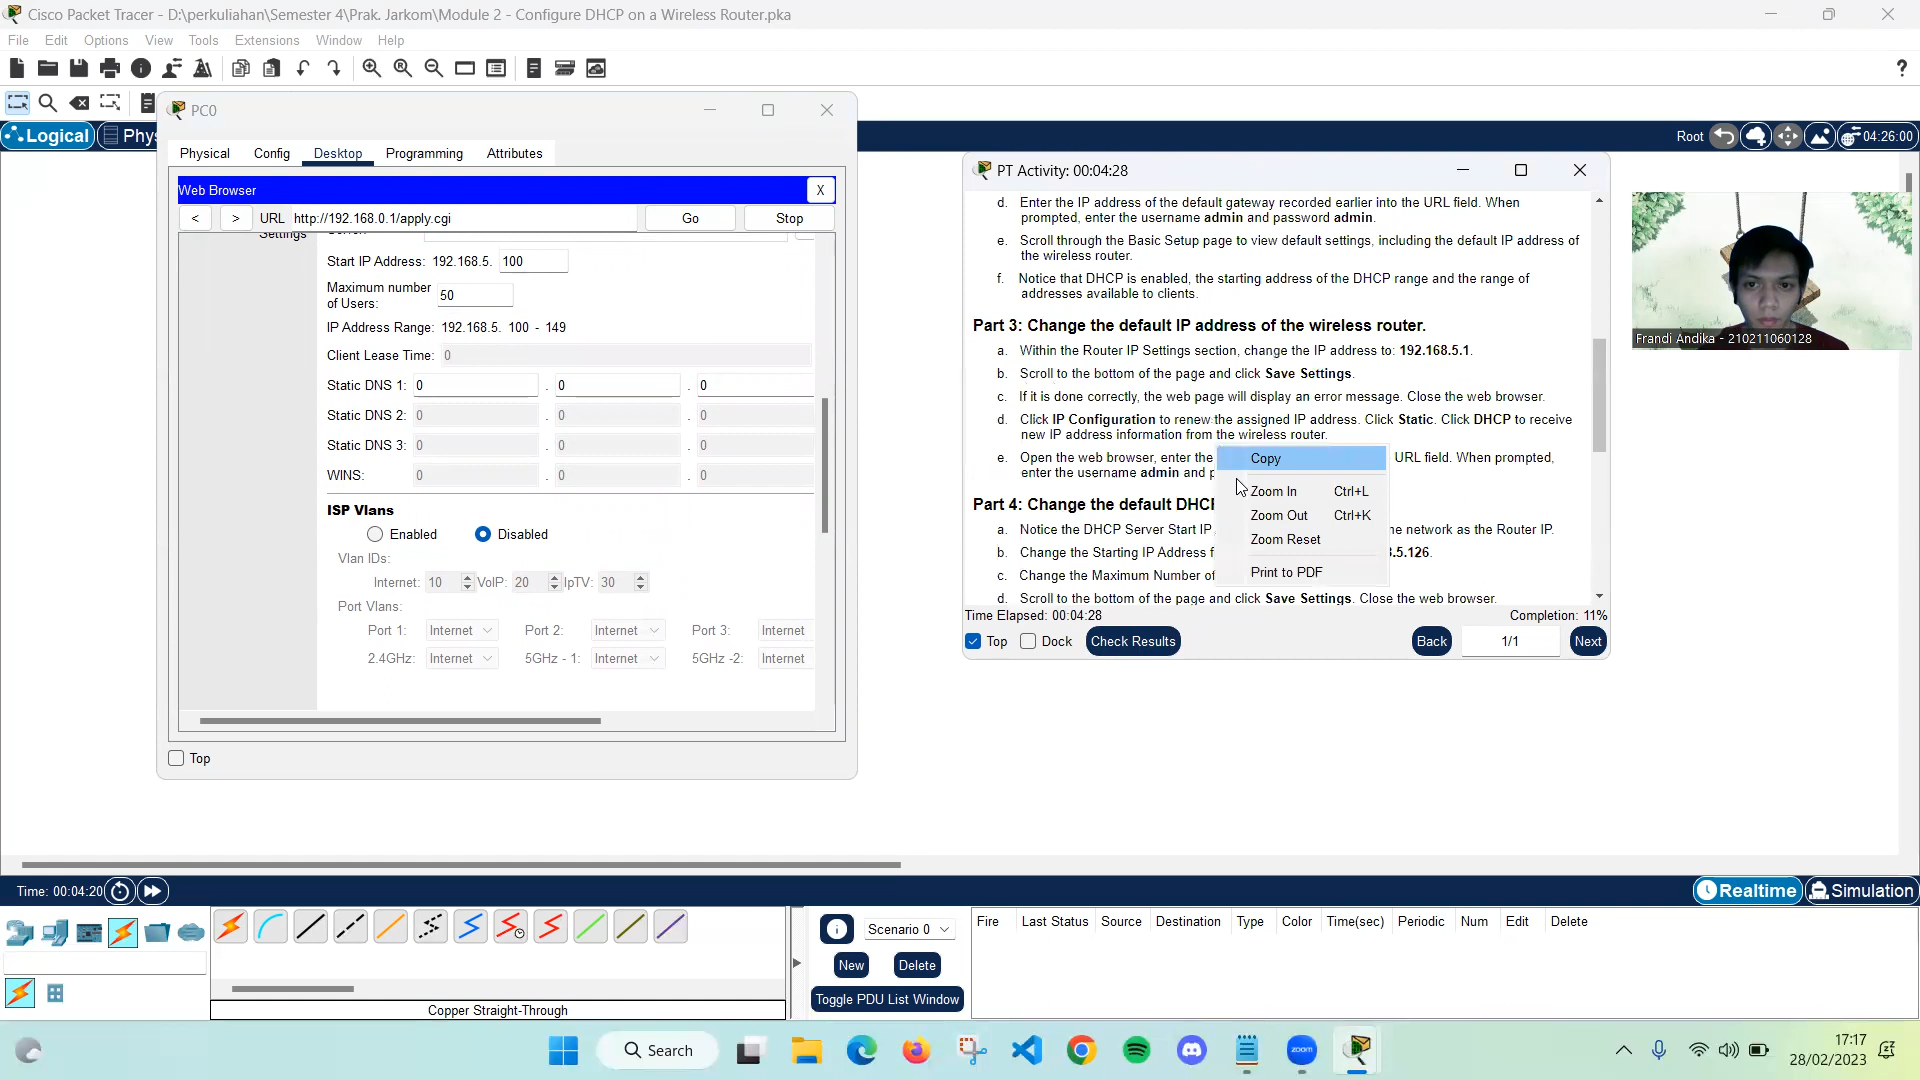 Cisco Packet Tracer - D:\perkuliahan\Semester 4\Prak. Jarkom\Module 2 - Configure DHCP on a Wireless Router.pka
File Edit Options View Tools Extensions Window Help
?
PC0
Logical Phys
Root 04:26:00
Physical Config Desktop Programming Attributes
Web Browser X
< > URL http://192.168.0.1/apply.cgi Go Stop
Settings
Start IP Address: 192.168.5. 100
Maximum number
of Users: 50
IP Address Range: 192.168.5. 100 - 149
Client Lease Time: 0
Static DNS 1: 0 . 0 . 0
Static DNS 2: 0 . 0 . 0
Static DNS 3: 0 . 0 . 0
WINS: 0 . 0 . 0
ISP Vlans
Enabled Disabled
Vlan IDs:
Internet: 10 VoIP: 20 IpTV: 30
Port Vlans:
Port 1: Internet Port 2: Internet Port 3: Internet
2.4GHz: Internet 5GHz - 1: Internet 5GHz -2: Internet
Top
PT Activity: 00:04:28
d. Enter the IP address of the default gateway recorded earlier into the URL field. When
prompted, enter the username admin and password admin.
e. Scroll through the Basic Setup page to view default settings, including the default IP address of
the wireless router.
f. Notice that DHCP is enabled, the starting address of the DHCP range and the range of
addresses available to clients.
Part 3: Change the default IP address of the wireless router.
a. Within the Router IP Settings section, change the IP address to: 192.168.5.1.
b. Scroll to the bottom of the page and click Save Settings.
c. If it is done correctly, the web page will display an error message. Close the web browser.
d. Click IP Configuration to renew the assigned IP address. Click Static. Click DHCP to receive
new IP address information from the wireless router.
e. Open the web browser, enter the URL field. When prompted,
enter the username admin and p
Part 4: Change the default DHCP
a. Notice the DHCP Server Start IP he network as the Router IP.
b. Change the Starting IP Address f .5.126.
c. Change the Maximum Number of
d. Scroll to the bottom of the page and click Save Settings. Close the web browser.
Copy
Zoom In Ctrl+L
Zoom Out Ctrl+K
Zoom Reset
Print to PDF
Time Elapsed: 00:04:28 Completion: 11%
Top Dock Check Results Back 1/1 Next
Frandi Andika - 210211060128
Time: 00:04:20 Realtime Simulation
Scenario 0
New Delete
Toggle PDU List Window
Fire Last Status Source Destination Type Color Time(sec) Periodic Num Edit Delete
Copper Straight-Through
Search
zoom
17:17
28/02/2023